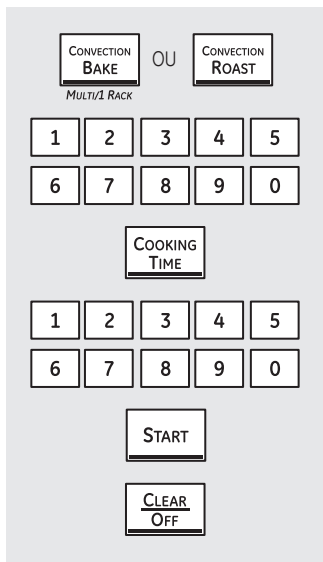 CONVECTION
BAKE
OU
CONVECTION
ROAST
MULTI/1 RACK
1 2 3 4 5
6 7 8 9 0
COOKING
TIME
1 2 3 4 5
6 7 8 9 0
START
CLEAR
OFF